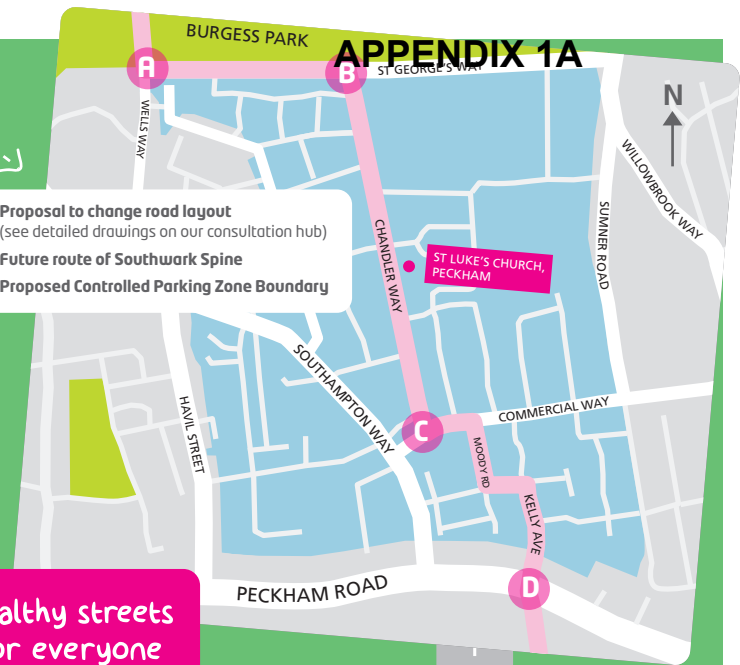 BURGESS PARK
APPENDIX 1A
A
B
ST GEORGE'S WAY
N
WELLS WAY
WILLOWBROOK WAY
Proposal to change road layout
(see detailed drawings on our consultation hub)
Future route of Southwark Spine
Proposed Controlled Parking Zone Boundary
CHANDLER WAY
SUMNER ROAD
ST LUKE'S CHURCH,
PECKHAM
SOUTHAMPTON WAY
HAVIL STREET
COMMERCIAL WAY
C
MOODY RD
KELLY AVE
PECKHAM ROAD
D
althy streets
or everyone